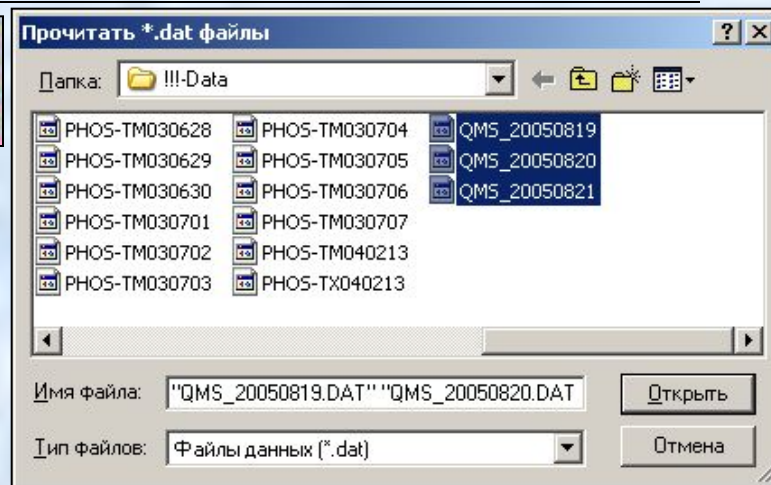 Прочитать *.dat файлы
Папка: !!!-Data
PHOS-TM030628 PHOS-TM030704 QMS_20050819
PHOS-TM030629 PHOS-TM030705 QMS_20050820
PHOS-TM030630 PHOS-TM030706 QMS_20050821
PHOS-TM030701 PHOS-TM030707
PHOS-TM030702 PHOS-TM040213
PHOS-TM030703 PHOS-TX040213
Имя файла: "QMS_20050819.DAT" "QMS_20050820.DAT Открыть
Тип файлов: Файлы данных (*.dat) Отмена